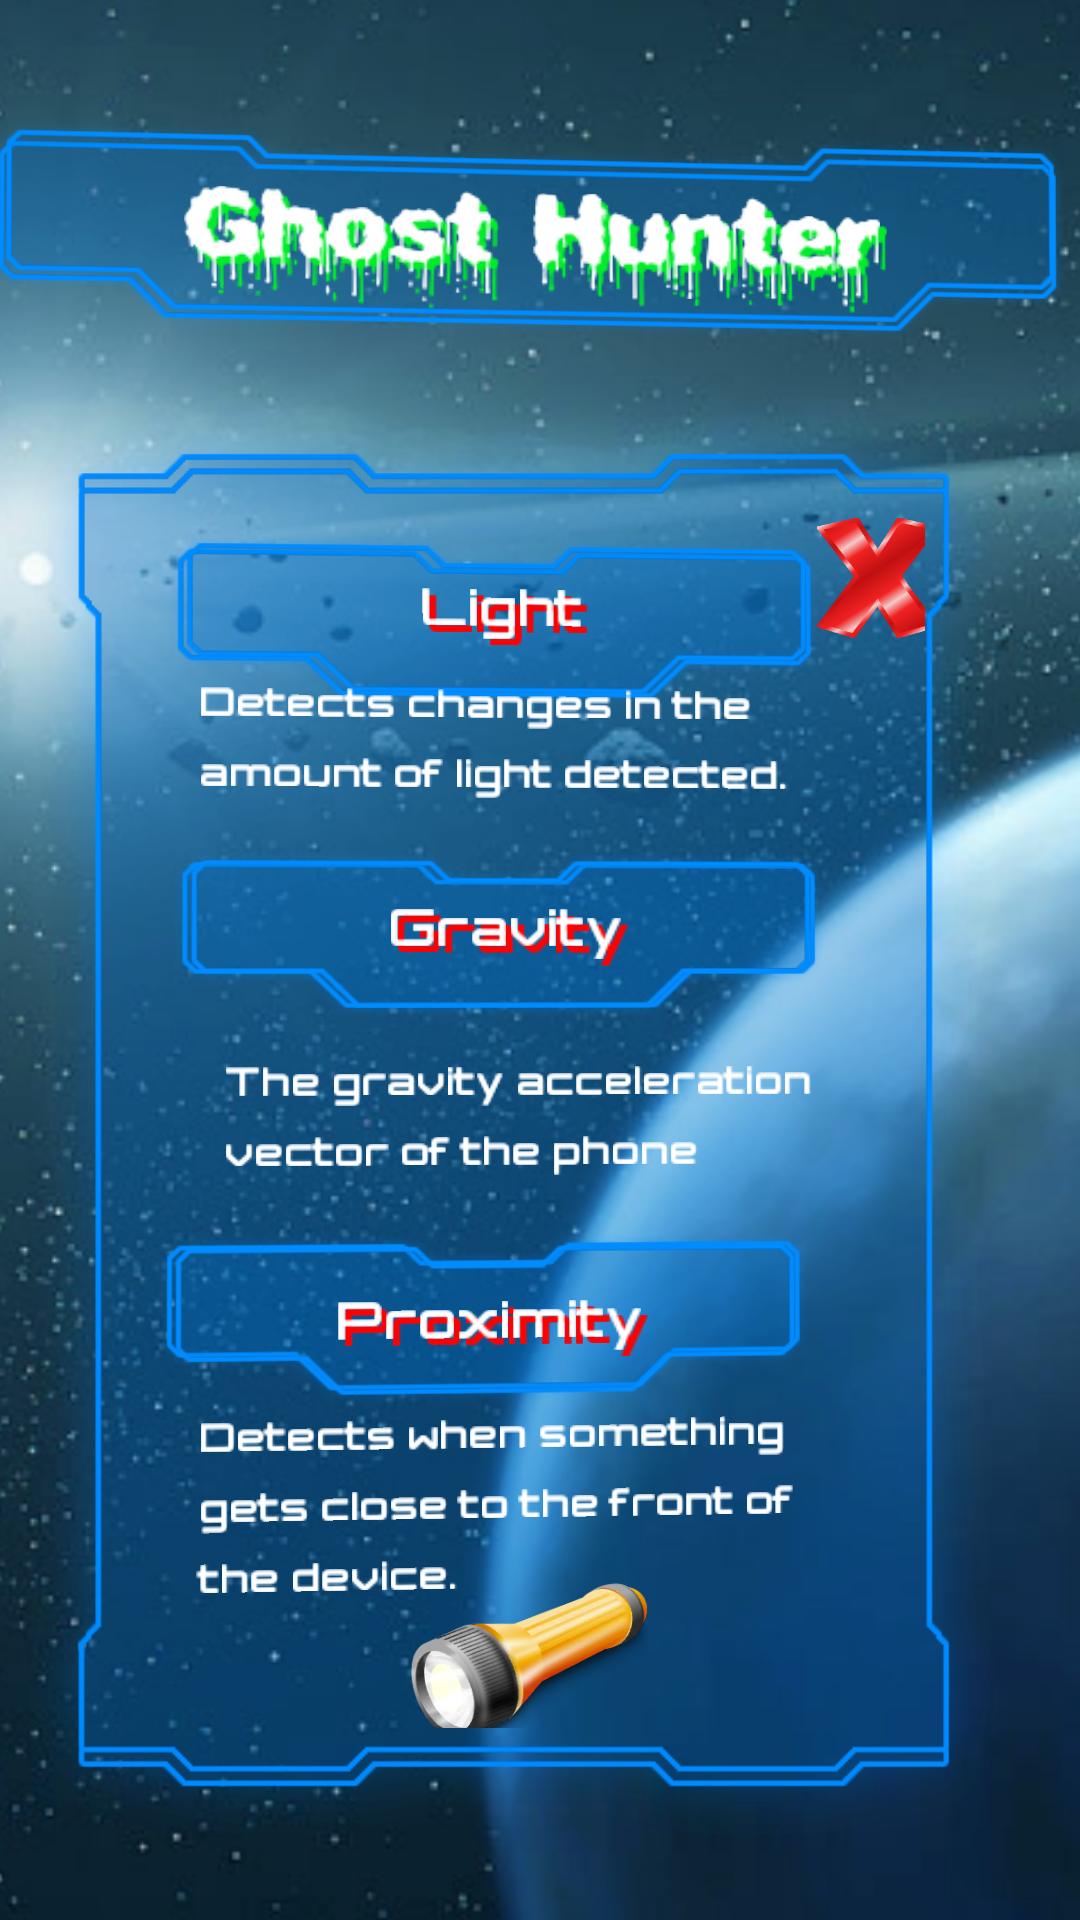 Ghost Hunter
Light
Detects changes in the
amount of light detected.
Gravity
The gravity acceleration
vector of the phone
Proximity
Detects when something
gets close to the front of
the device.